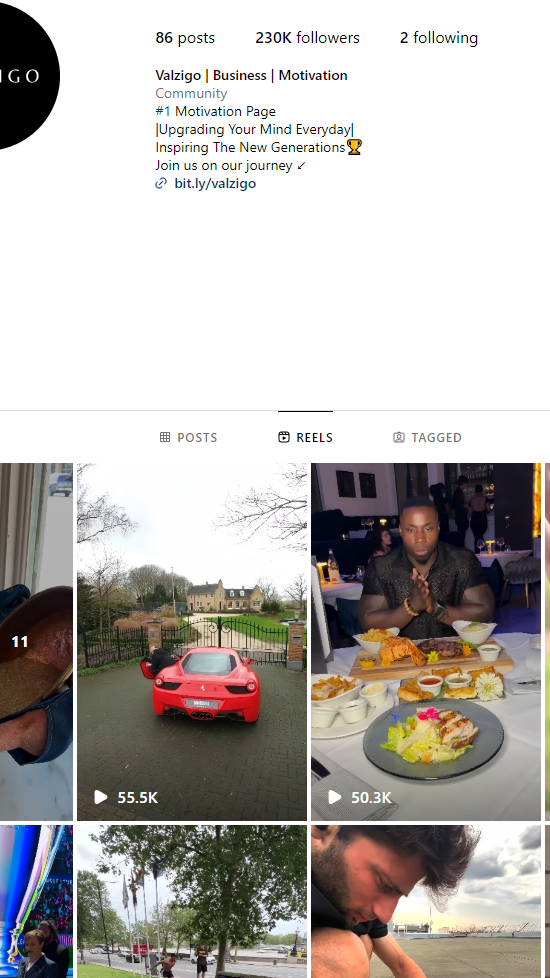 86 posts 230K followers 2 following
IGO
Valzigo | Business | Motivation
Community
#1 Motivation Page
|Upgrading Your Mind Everyday|
Inspiring The New Generations🏆
Join us on our journey ↙
bit.ly/valzigo
POSTS REELS TAGGED
11
55.5K 50.3K